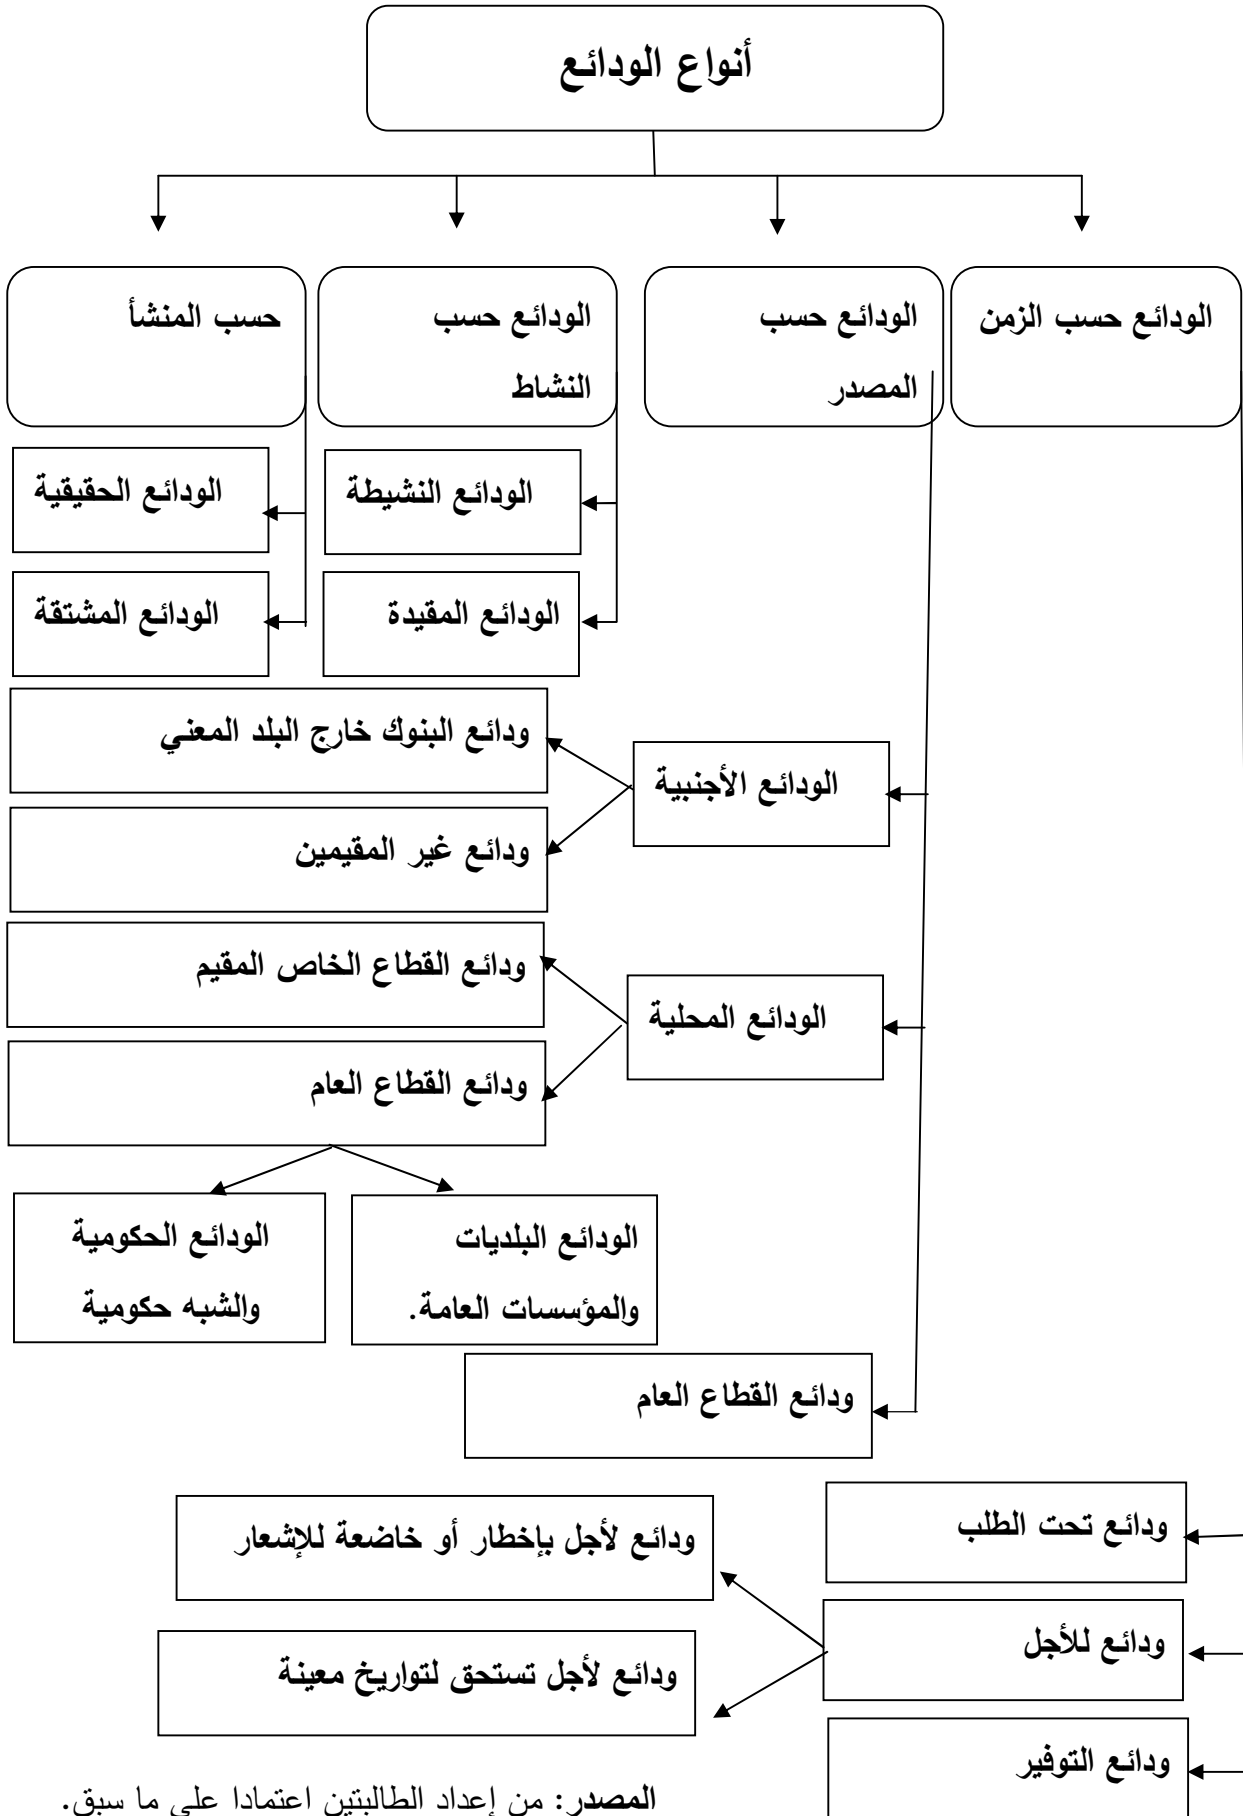 أنواع الودائع
الودائع حسب الزمن
الودائع حسب
المصدر
الودائع حسب
النشاط
حسب المنشأ
الودائع النشيطة
الودائع الحقيقية
الودائع المقيدة
الودائع المشتقة
الودائع الأجنبية
ودائع البنوك خارج البلد المعني
ودائع غير المقيمين
الودائع المحلية
ودائع القطاع الخاص المقيم
ودائع القطاع العام
الودائع البلديات
والمؤسسات العامة.
الودائع الحكومية
والشبه حكومية
ودائع القطاع العام
ودائع تحت الطلب
ودائع للأجل
ودائع لأجل بإخطار أو خاضعة للإشعار
ودائع لأجل تستحق لتواريخ معينة
ودائع التوفير
المصدر: من إعداد الطالبتين اعتمادا على ما سبق.